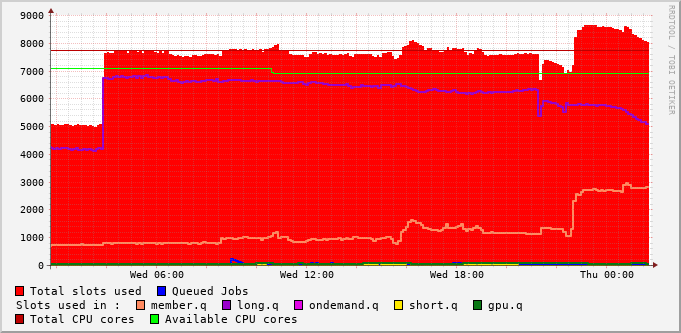 9000
8000
7000
6000
5000
4000
3000
2000
1000
0
Wed 06:00 Wed 12:00 Wed 18:00 Thu 00:00
Total slots used Queued Jobs
Slots used in : member.q long.q ondemand.q short.q gpu.q
Total CPU cores Available CPU cores
RRDTOOL / TOBI OETIKER